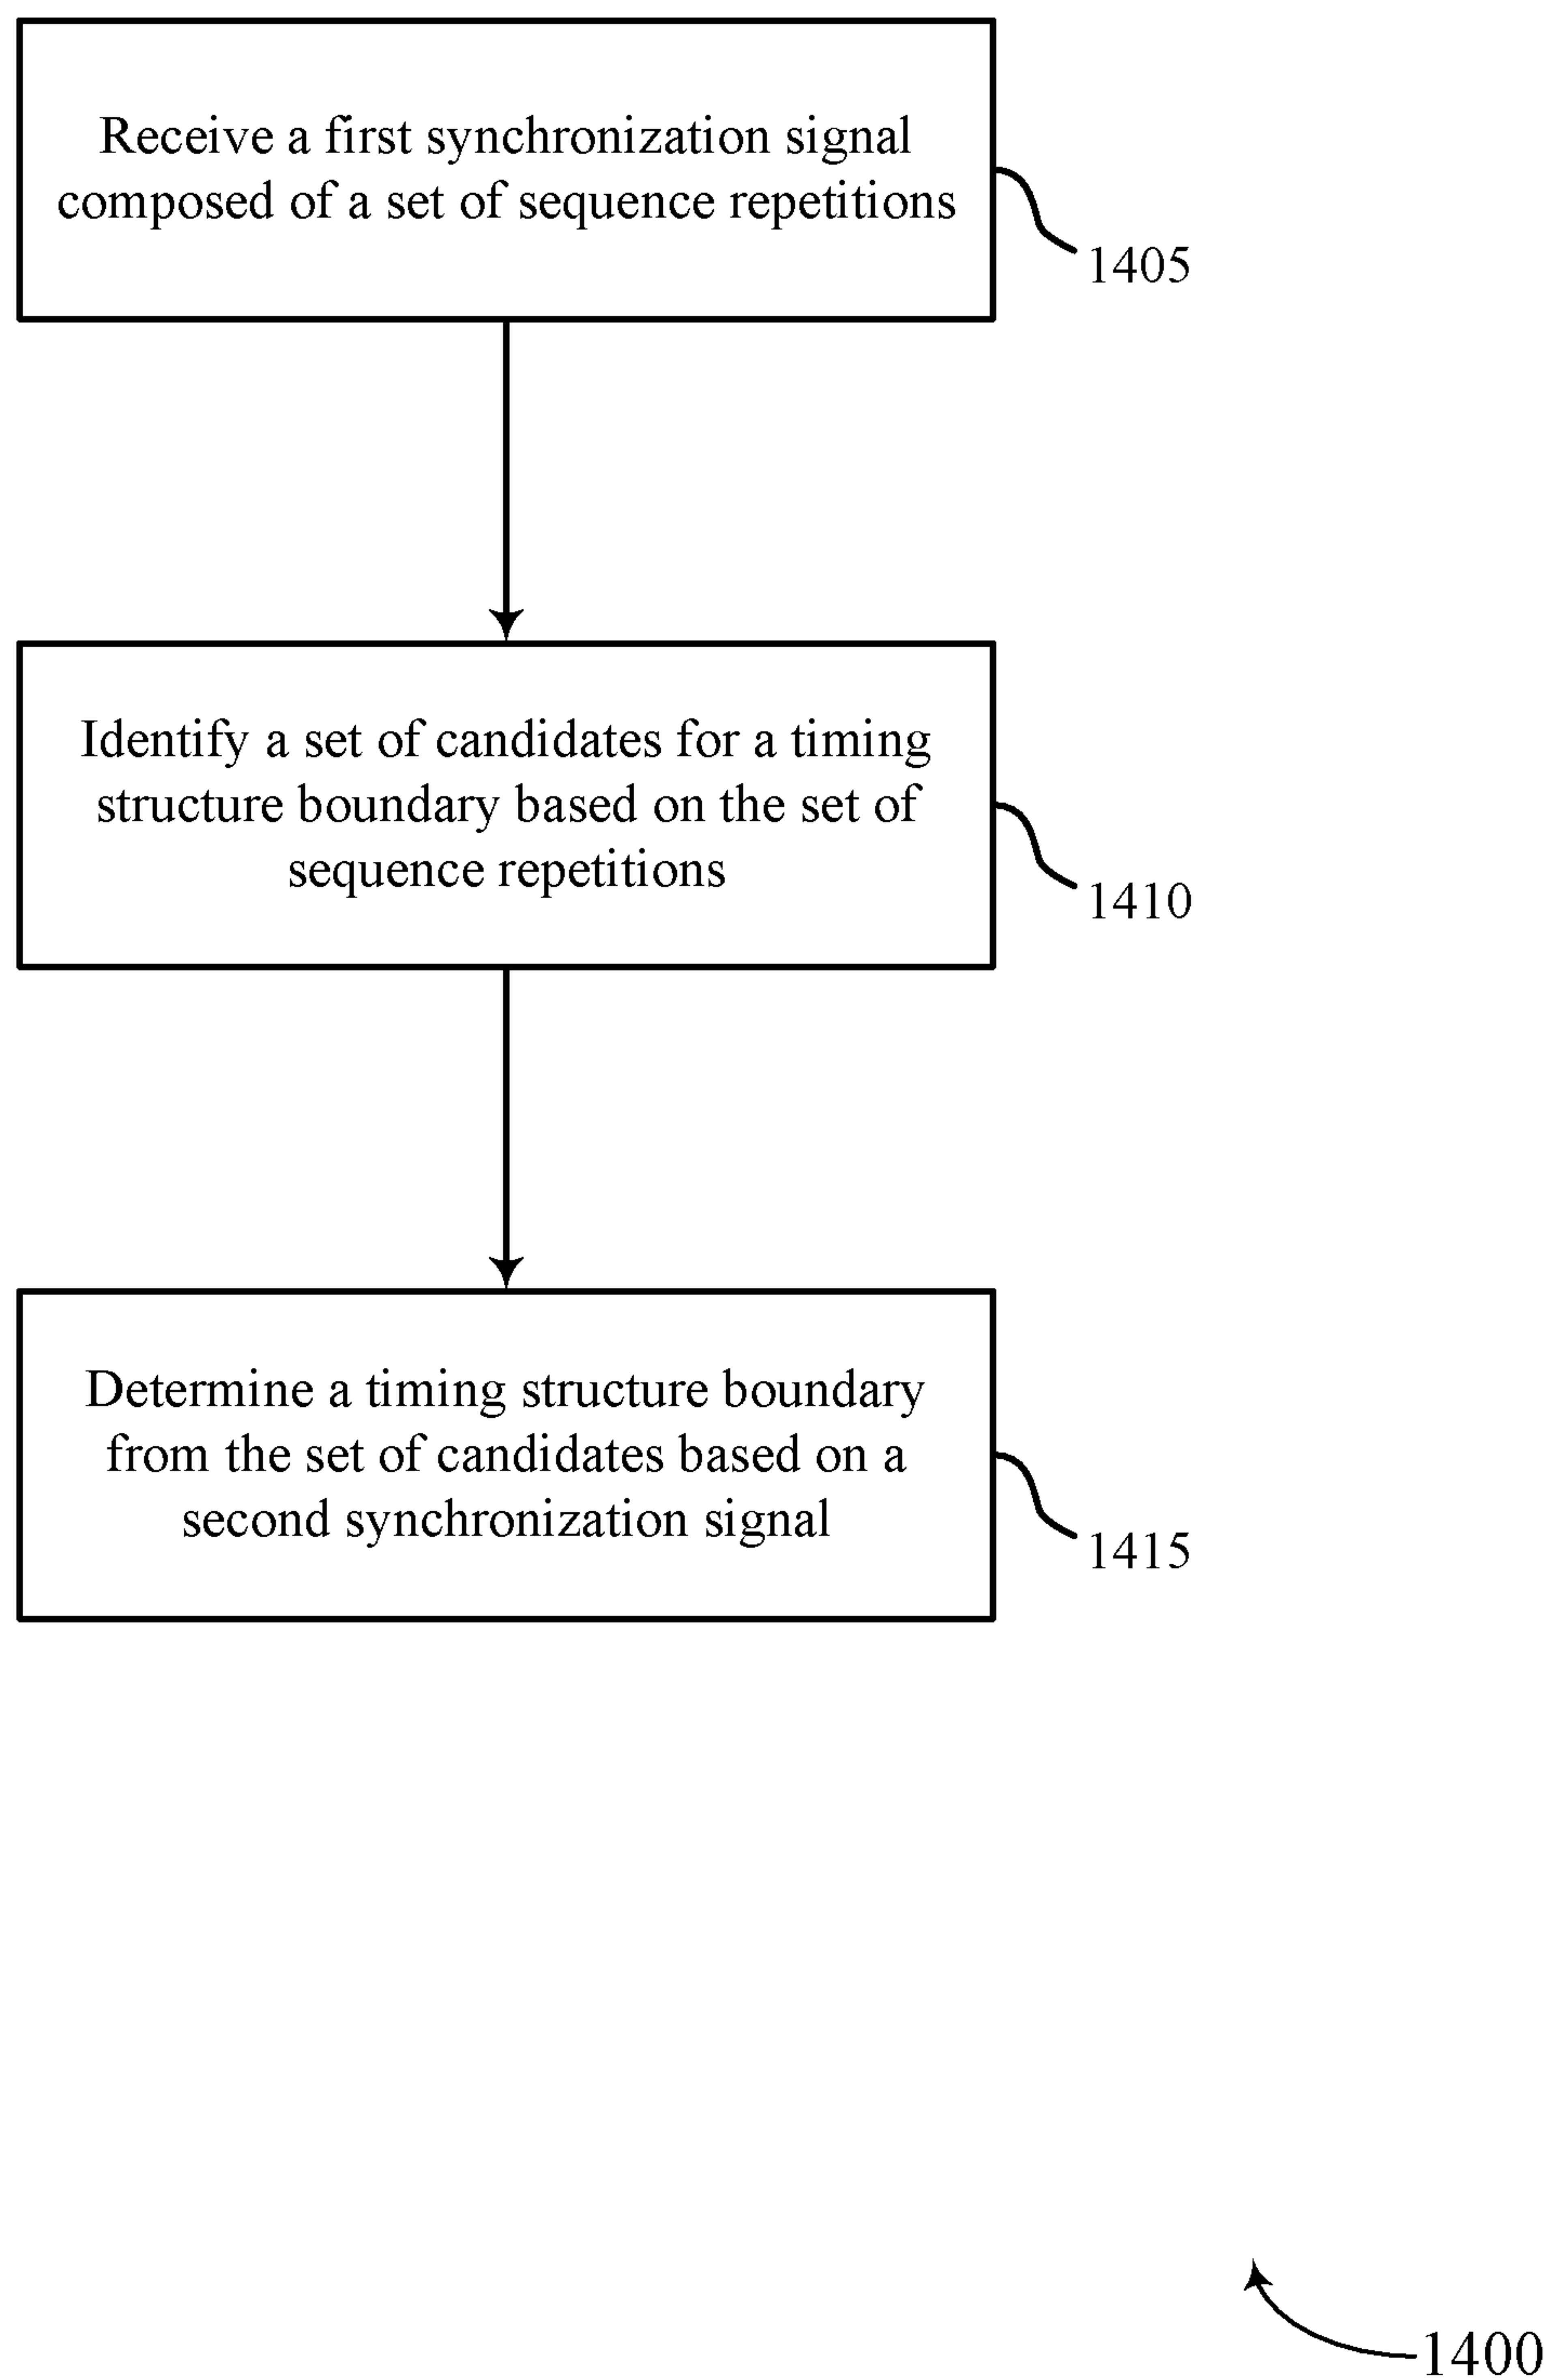 Receive a first synchronization signal
composed of a set of sequence repetitions
1405
Identify a set of candidates for a timing
structure boundary based on the set of
sequence repetitions
1410
Determine a timing structure boundary
from the set of candidates based on a
second synchronization signal
1415
1400